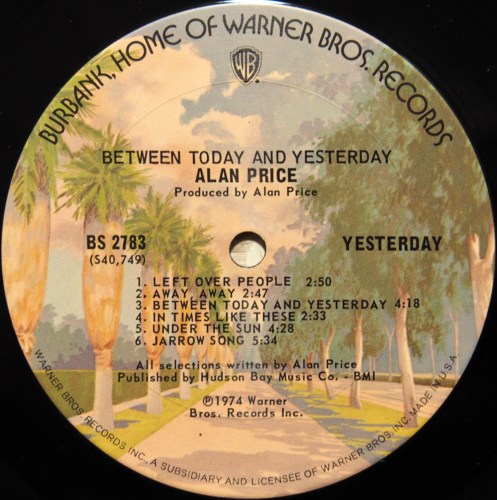 BURBANK, HOME OF WARNER BROS. RECORDS
WB
BETWEEN TODAY AND YESTERDAY
ALAN PRICE
Produced by Alan Price
BS 2783
(S40,749)
YESTERDAY
1. LEFT OVER PEOPLE 2:50
2. AWAY, AWAY 2:47
3. BETWEEN TODAY AND YESTERDAY 4:18
4. IN TIMES LIKE THESE 2:33
5. UNDER THE SUN 4:28
6. JARROW SONG 5:34
All selections written by Alan Price
Published by Hudson Bay Music Co. - BMI
℗1974 Warner
Bros. Records Inc.
WARNER BROS. RECORDS INC., A SUBSIDIARY AND LICENSEE OF WARNER BROS. INC. MADE IN U.S.A.